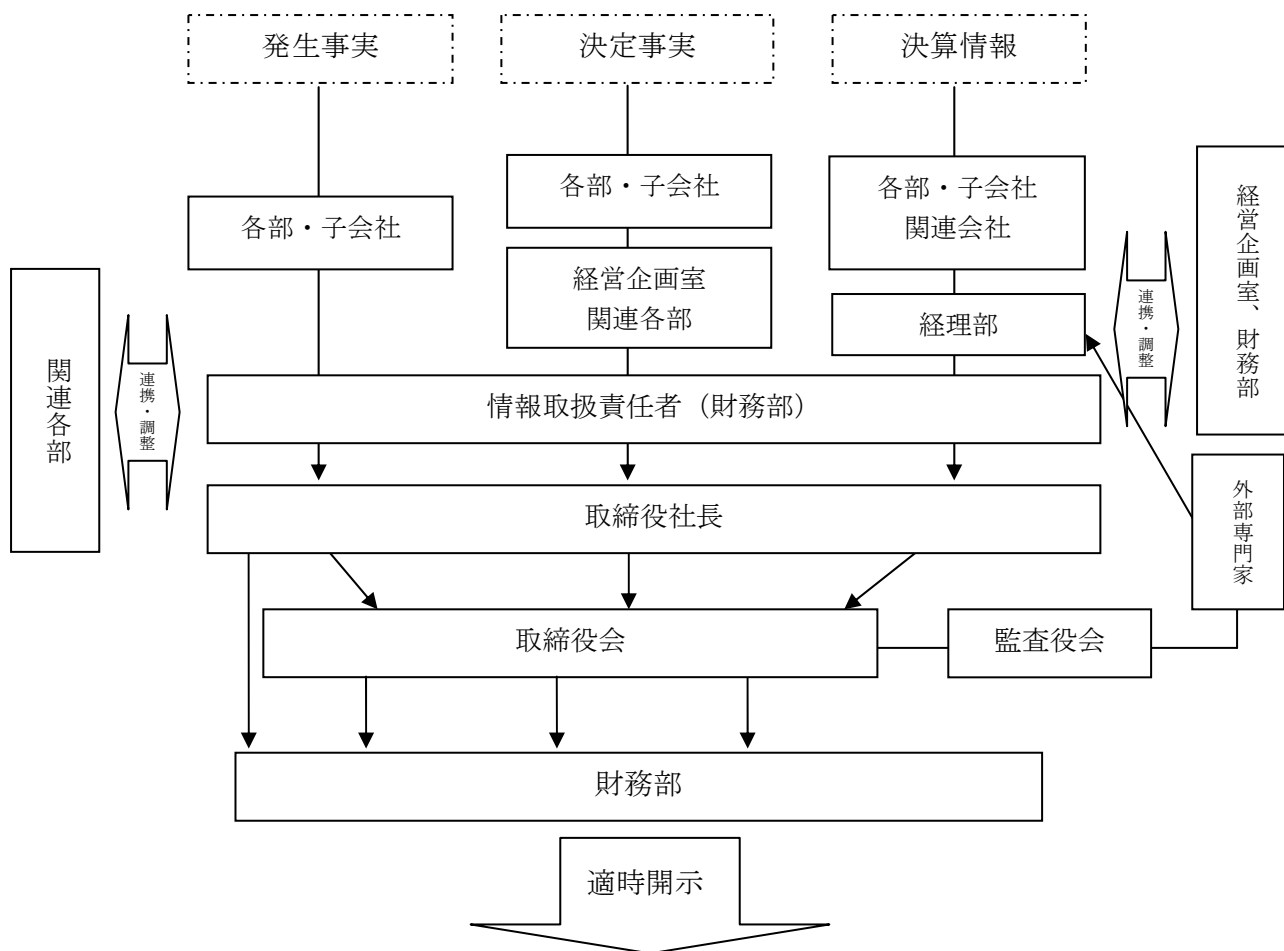 発生事実
決定事実
決算情報
各部・子会社
各部・子会社
各部・子会社
関連会社
経営企画室
関連各部
経理部
経営企画室、財務部
連携・調整
関連各部
連携・調整
情報取扱責任者（財務部）
取締役社長
外部専門家
取締役会
監査役会
財務部
適時開示